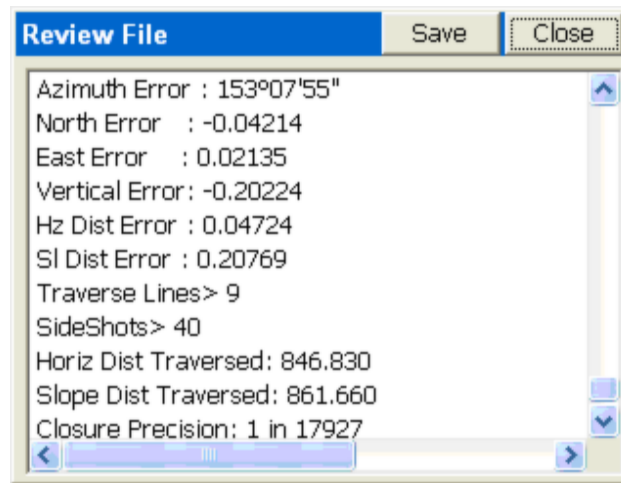 Review File Save Close
Azimuth Error : 153º07'55"
North Error : -0.04214
East Error : 0.02135
Vertical Error: -0.20224
Hz Dist Error : 0.04724
Sl Dist Error : 0.20769
Traverse Lines> 9
SideShots> 40
Horiz Dist Traversed: 846.830
Slope Dist Traversed: 861.660
Closure Precision: 1 in 17927